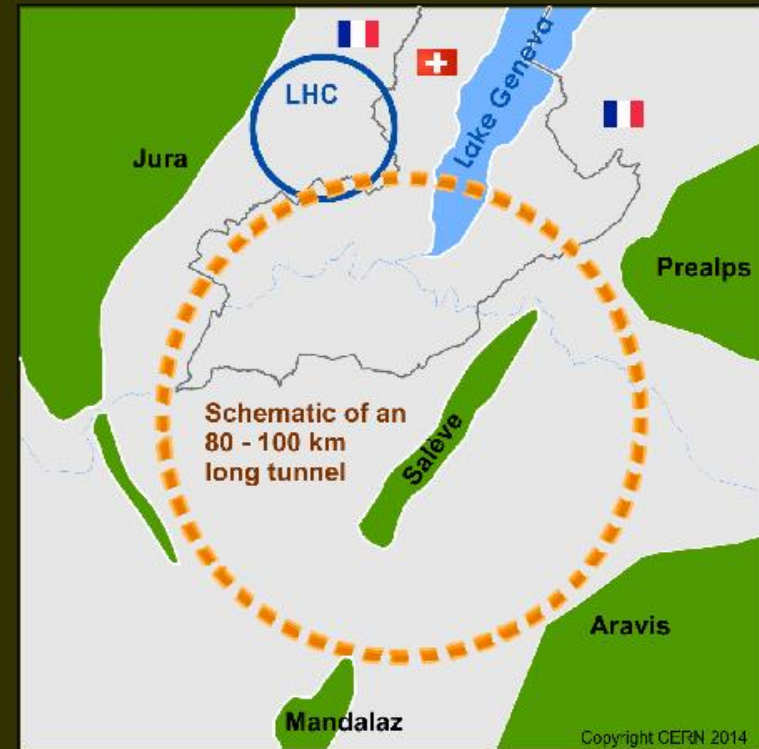 LHC
Lake Geneva
Jura
Prealps
Schematic of an
80 - 100 km
long tunnel
Salève
Aravis
Mandalaz
Copyright CERN 2014